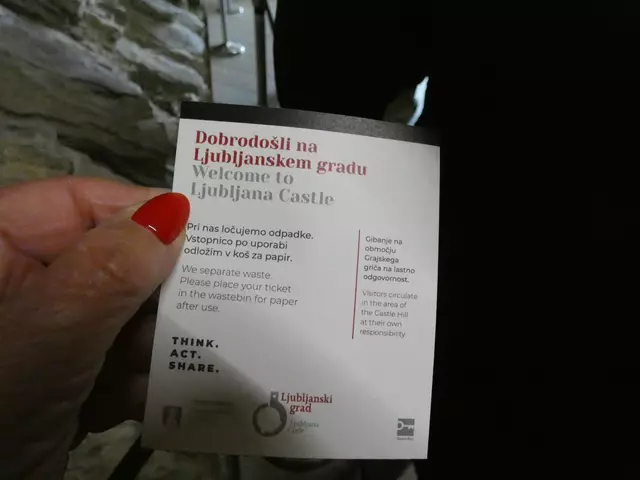 Dobrodošli na
Ljubljanskem gradu
Welcome to
Ljubljana Castle
Pri nas ločujemo odpadke.
Vstopnico po uporabi
odložim v koš za papir.
We separate waste.
Please place your ticket
in the wastebin for paper
after use.
Gibanje na
območju
Grajskega
griča na lastno
odgovornost.
Visitors circulate
in the area of
the Castle Hill
at their own
responsibility
THINK.
ACT.
SHARE.
Ljubljanski
grad
Ljubljana
Castle